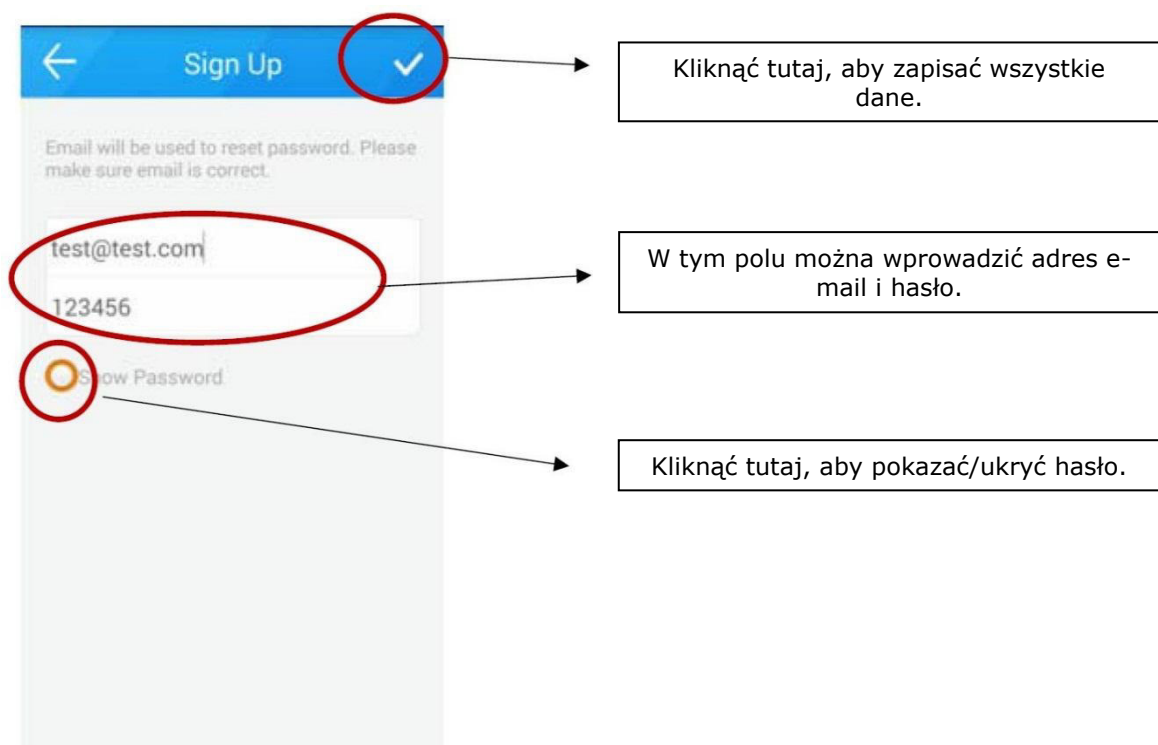 Sign Up
Kliknąć tutaj, aby zapisać wszystkie
dane.
Email will be used to reset password. Please
make sure email is correct.
test@test.com
W tym polu można wprowadzić adres e-
mail i hasło.
123456
Show Password
Kliknąć tutaj, aby pokazać/ukryć hasło.